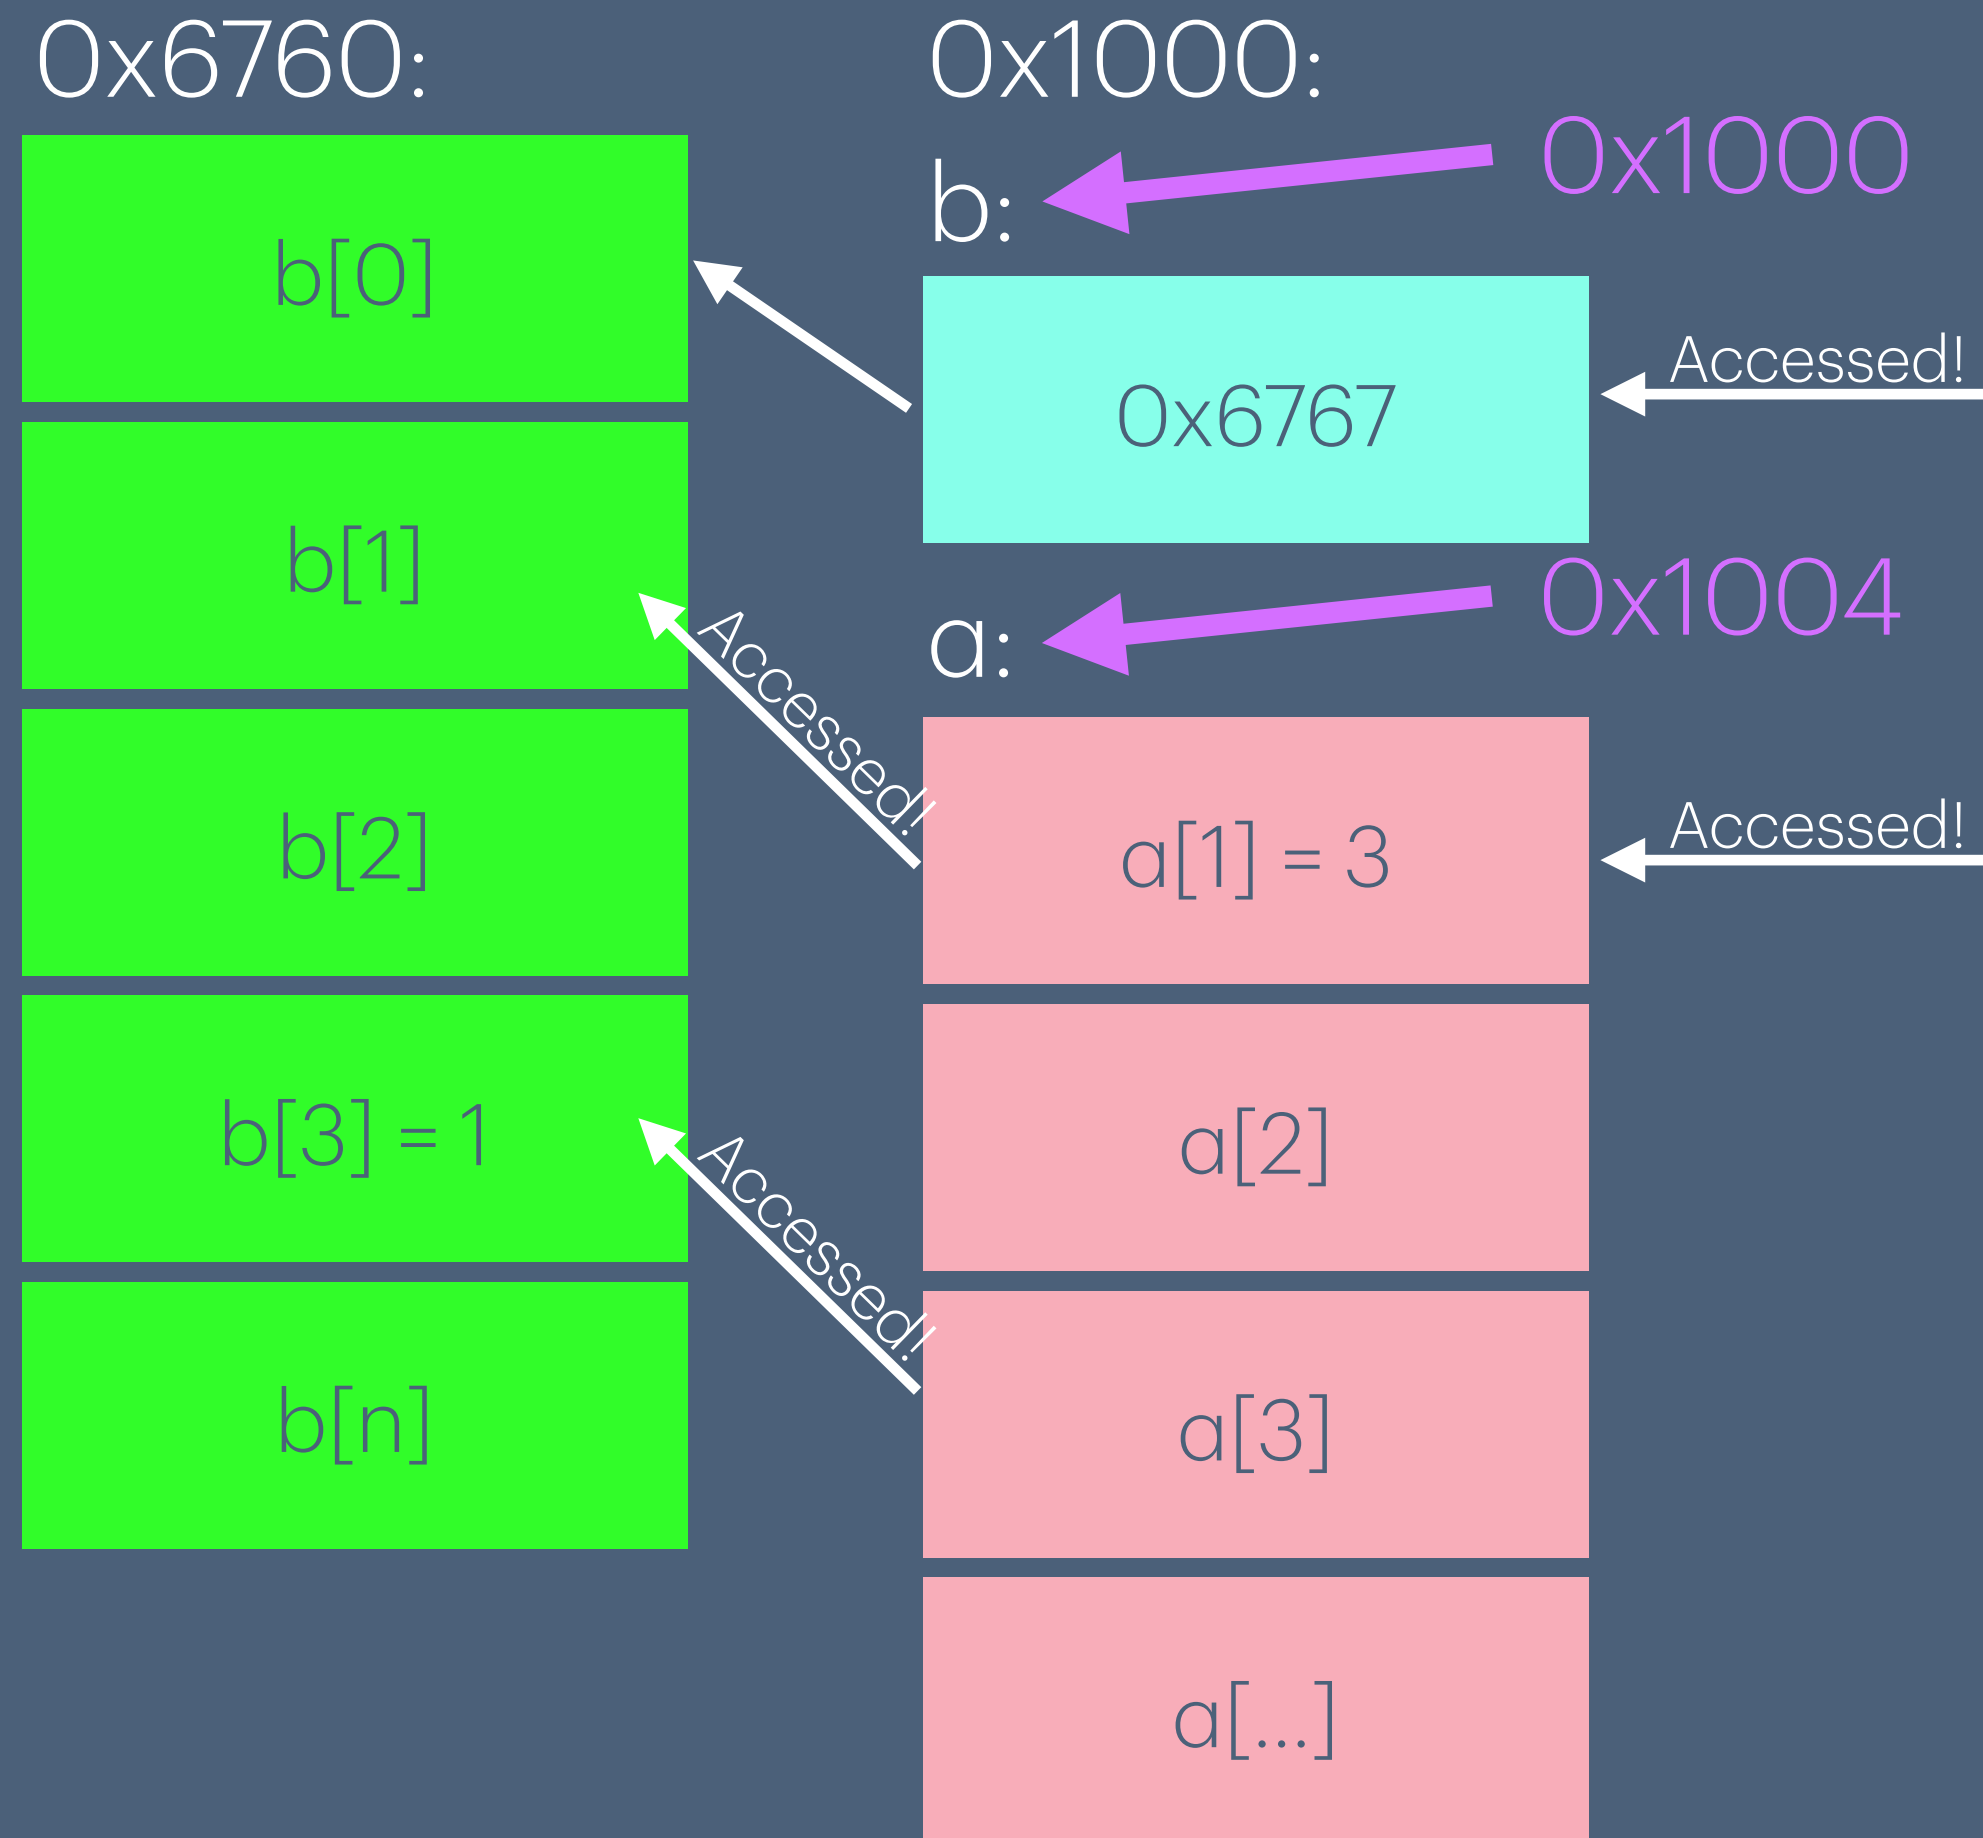 0x6760:
b[0]
b[1]
b[2]
b[3] = 1
b[n]
Accessed!
Accessed!
0x1000:
b:
0x1000
0x6767
Accessed!
a:
0x1004
a[1] = 3
Accessed!
a[2]
a[3]
a[...]